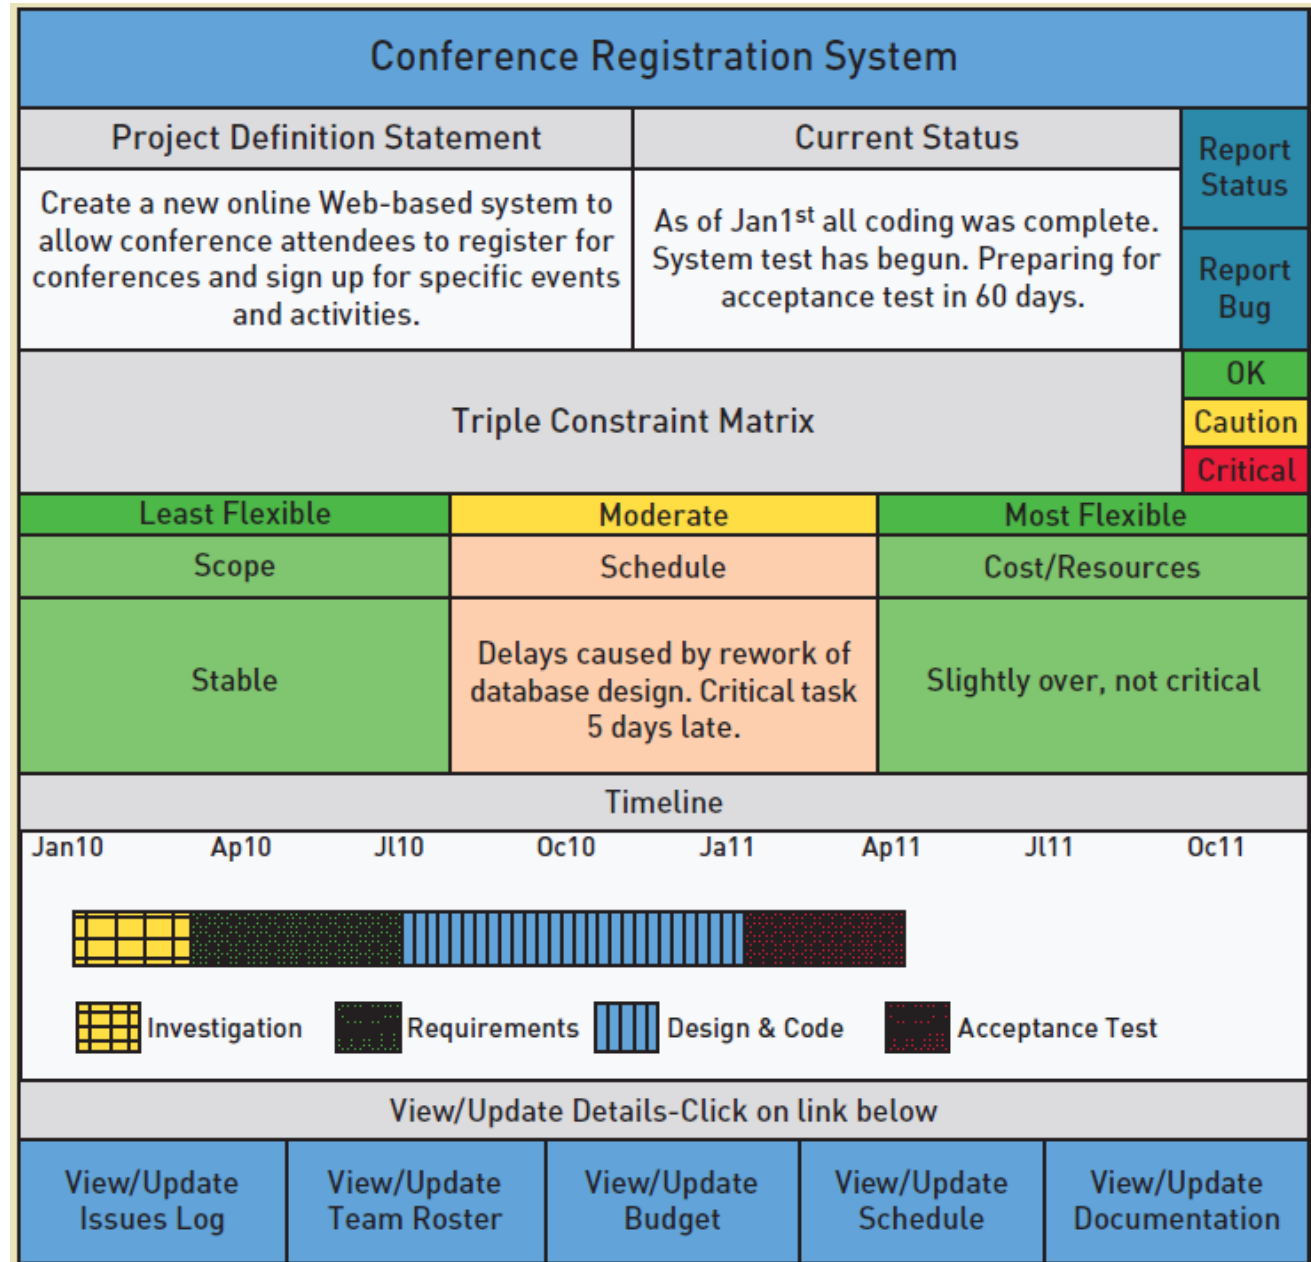 Conference Registration System
Project Definition Statement
Current Status
Report
Status
Create a new online Web-based system to
allow conference attendees to register for
conferences and sign up for specific events
and activities.
As of Jan1st all coding was complete.
System test has begun. Preparing for
acceptance test in 60 days.
Report
Bug
Triple Constraint Matrix
OK
Caution
Critical
Least Flexible
Moderate
Most Flexible
Scope
Schedule
Cost/Resources
Stable
Delays caused by rework of
database design. Critical task
5 days late.
Slightly over, not critical
Timeline
Jan10 Ap10 Jl10 Oc10 Ja11 Ap11 Jl11 Oc11
Investigation Requirements Design & Code Acceptance Test
View/Update Details-Click on link below
View/Update
Issues Log
View/Update
Team Roster
View/Update
Budget
View/Update
Schedule
View/Update
Documentation